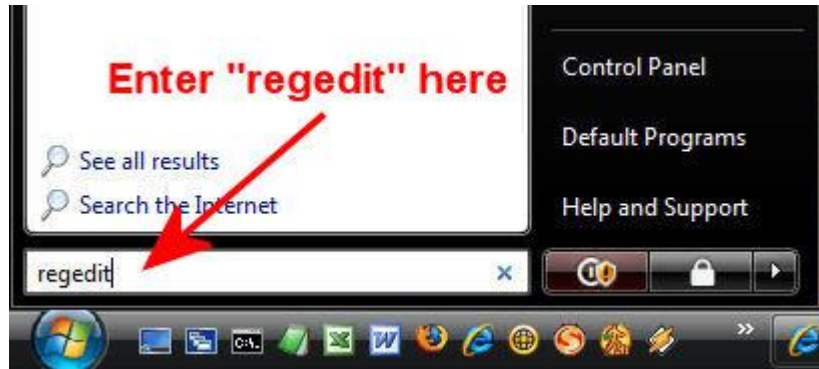 Enter "regedit" here
See all results
Search the Internet
regedit
Control Panel
Default Programs
Help and Support
C:\.